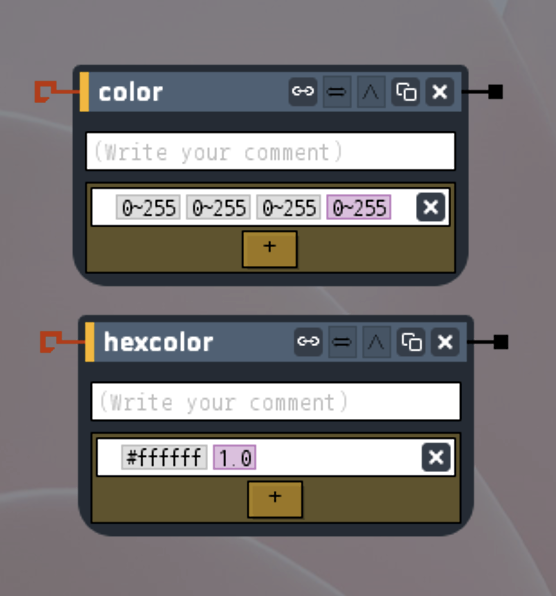 color
(Write your comment)
0~255 0~255 0~255 0~255
+
hexcolor
(Write your comment)
#ffffff 1.0
+